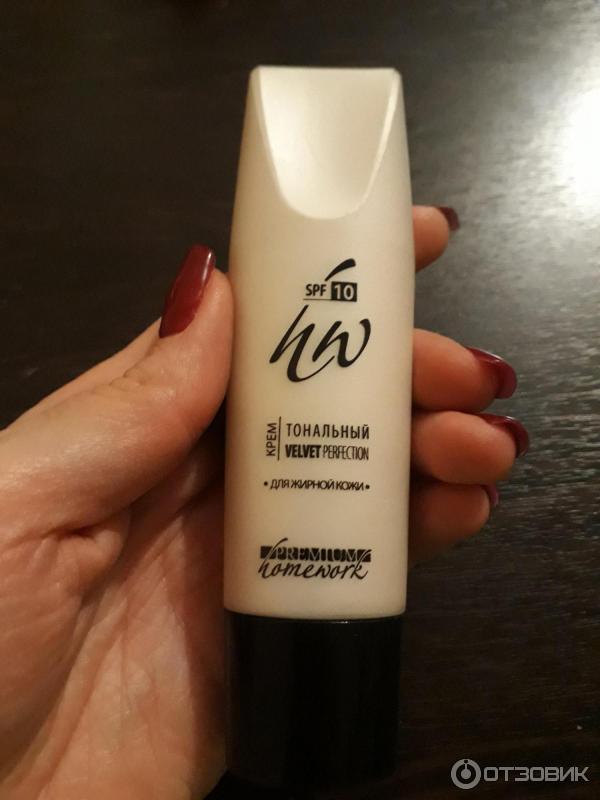 SPF 10
hw
КРЕМ
ТОНАЛЬНЫЙ
VELVET PERFECTION
• ДЛЯ ЖИРНОЙ КОЖИ •
PREMIUM
homework
ОТЗОВИК